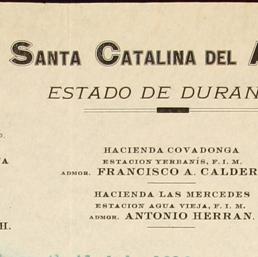 SANTA CATALINA DEL A
ESTADO DE DURAN
HACIENDA COVADONGA
ESTACION YERBANÍS, F. I. M.
ADMOR. FRANCISCO A. CALDER
HACIENDA LAS MERCEDES
ESTACION AGUA VIEJA, F. I. M.
ADMOR. ANTONIO HERRAN.
H.